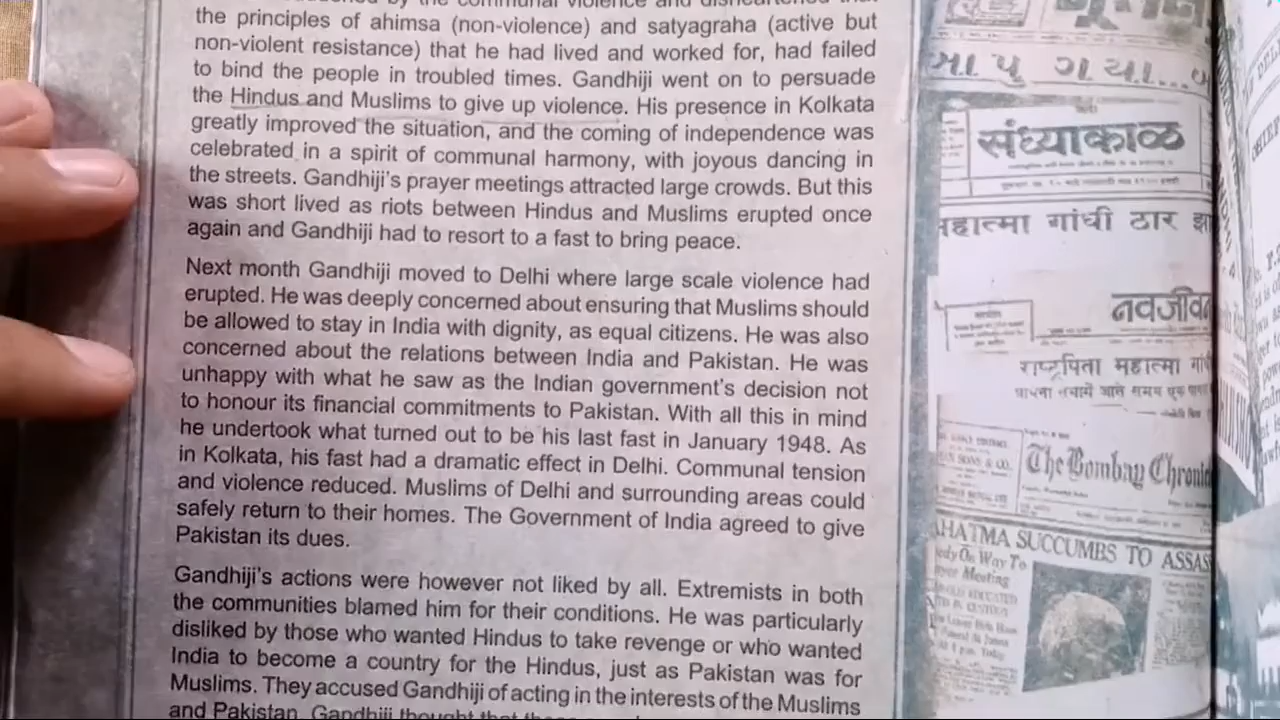 the principles of ahimsa (non-violence) and satyagraha (active but
non-violent resistance) that he had lived and worked for, had failed
to bind the people in troubled times. Gandhiji went on to persuade
the Hindus and Muslims to give up violence. His presence in Kolkata
greatly improved the situation, and the coming of independence was
celebrated in a spirit of communal harmony, with joyous dancing in
the streets. Gandhiji's prayer meetings attracted large crowds. But this
was short lived as riots between Hindus and Muslims erupted once
again and Gandhiji had to resort to a fast to bring peace.
Next month Gandhiji moved to Delhi where large scale violence had
erupted. He was deeply concerned about ensuring that Muslims should
be allowed to stay in India with dignity, as equal citizens. He was also
concerned about the relations between India and Pakistan. He was
unhappy with what he saw as the Indian government's decision not
to honour its financial commitments to Pakistan. With all this in mind
he undertook what turned out to be his last fast in January 1948. As
in Kolkata, his fast had a dramatic effect in Delhi. Communal tension
and violence reduced. Muslims of Delhi and surrounding areas could
safely return to their homes. The Government of India agreed to give
Pakistan its dues.
Gandhiji's actions were however not liked by all. Extremists in both
the communities blamed him for their conditions. He was particularly
disliked by those who wanted Hindus to take revenge or who wanted
India to become a country for the Hindus, just as Pakistan was for
Muslims. They accused Gandhiji of acting in the interests of the Muslims
and Pakistan. Gandhiji thought that
संध्याकाळ
महात्मा गांधी ठार
राष्ट्रपिता महात्मा
The Bombay
SUCCUMBS TO
On Way To
Meeting